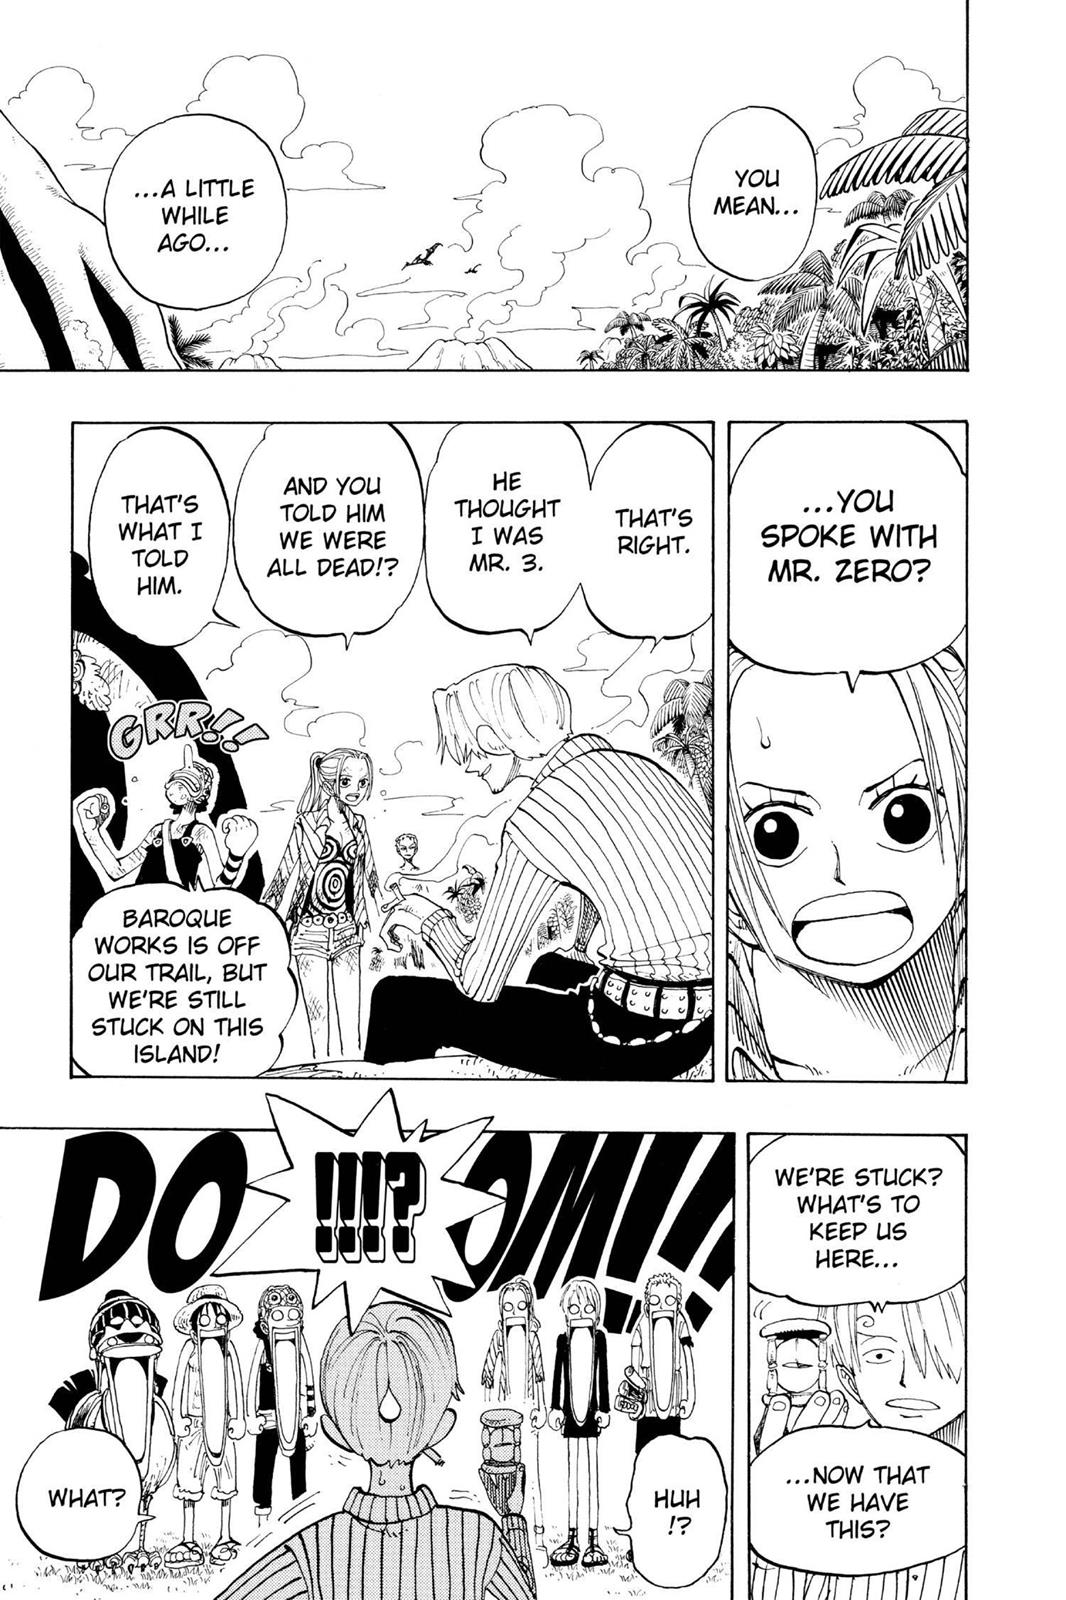 YOU
MEAN...
...A LITTLE
WHILE
AGO...
...YOU
SPOKE WITH
MR. ZERO?
THAT'S
RIGHT.
HE
THOUGHT
I WAS
MR. 3.
AND YOU
TOLD HIM
WE WERE
ALL DEAD!?
THAT'S
WHAT I
TOLD
HIM.
GRR!!
BAROQUE
WORKS IS OFF
OUR TRAIL, BUT
WE'RE STILL
STUCK ON THIS
ISLAND!
WE'RE STUCK?
WHAT'S TO
KEEP US
HERE...
...NOW THAT
WE HAVE
THIS?
DOOM!!!
!!!?
HUH
!?
WHAT?